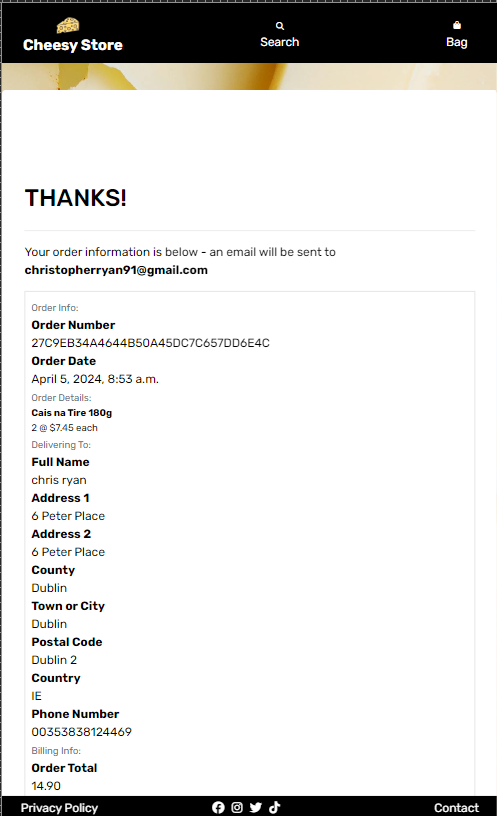 Cheesy Store
Search
Bag
THANKS!
Your order information is below - an email will be sent to
christopherryan91@gmail.com
Order Info:
Order Number
27C9EB34A4644B50A45DC7C657DD6E4C
Order Date
April 5, 2024, 8:53 a.m.
Order Details:
Cais na Tire 180g
2 @ $7.45 each
Delivering To:
Full Name
chris ryan
Address 1
6 Peter Place
Address 2
6 Peter Place
County
Dublin
Town or City
Dublin
Postal Code
Dublin 2
Country
IE
Phone Number
00353838124469
Billing Info:
Order Total
14.90
Privacy Policy
Contact